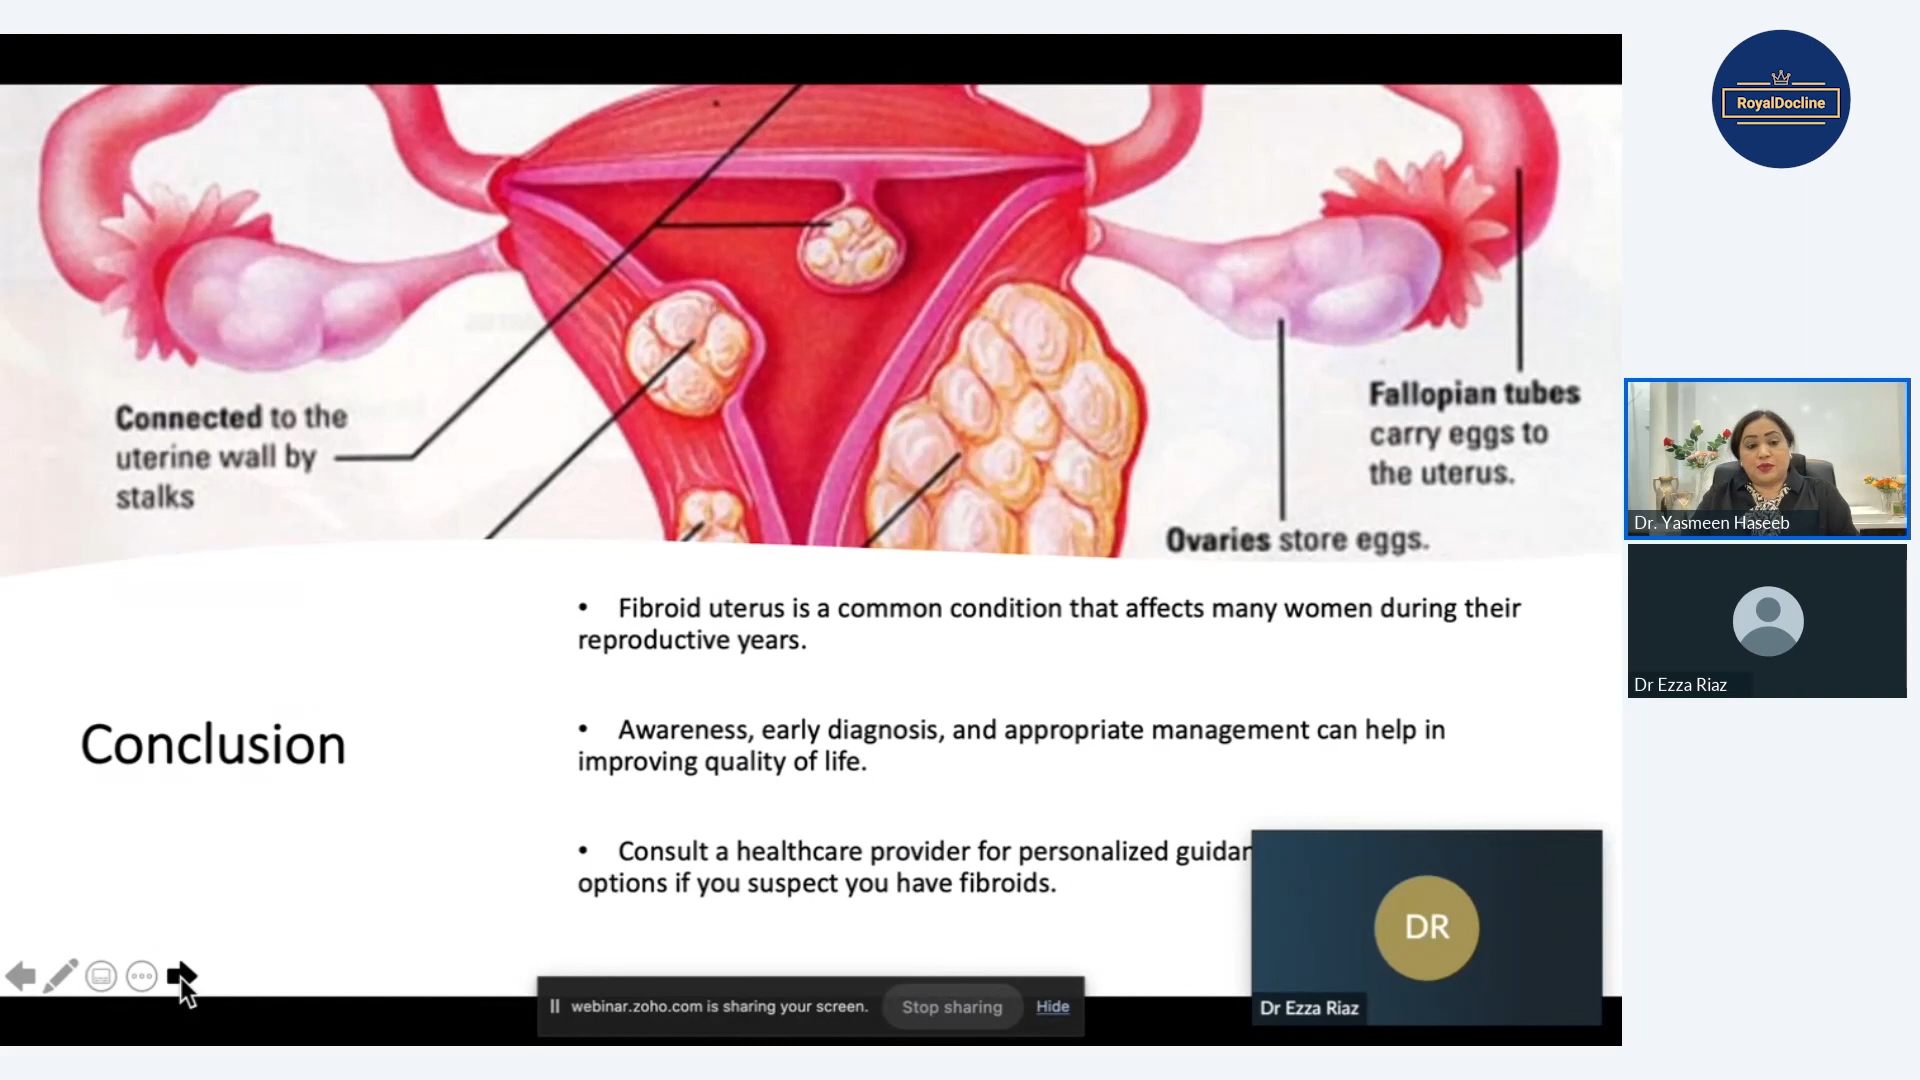 RoyalDocline
Connected to the
uterine wall by
stalks
Fallopian tubes
carry eggs to
the uterus.
Ovaries store eggs.
Conclusion
• Fibroid uterus is a common condition that affects many women during their
reproductive years.
• Awareness, early diagnosis, and appropriate management can help in
improving quality of life.
• Consult a healthcare provider for personalized guidan
options if you suspect you have fibroids.
DR
Dr Ezza Riaz
webinar.zoho.com is sharing your screen.
Stop sharing
Hide
Dr. Yasmeen Haseeb
Dr Ezza Riaz